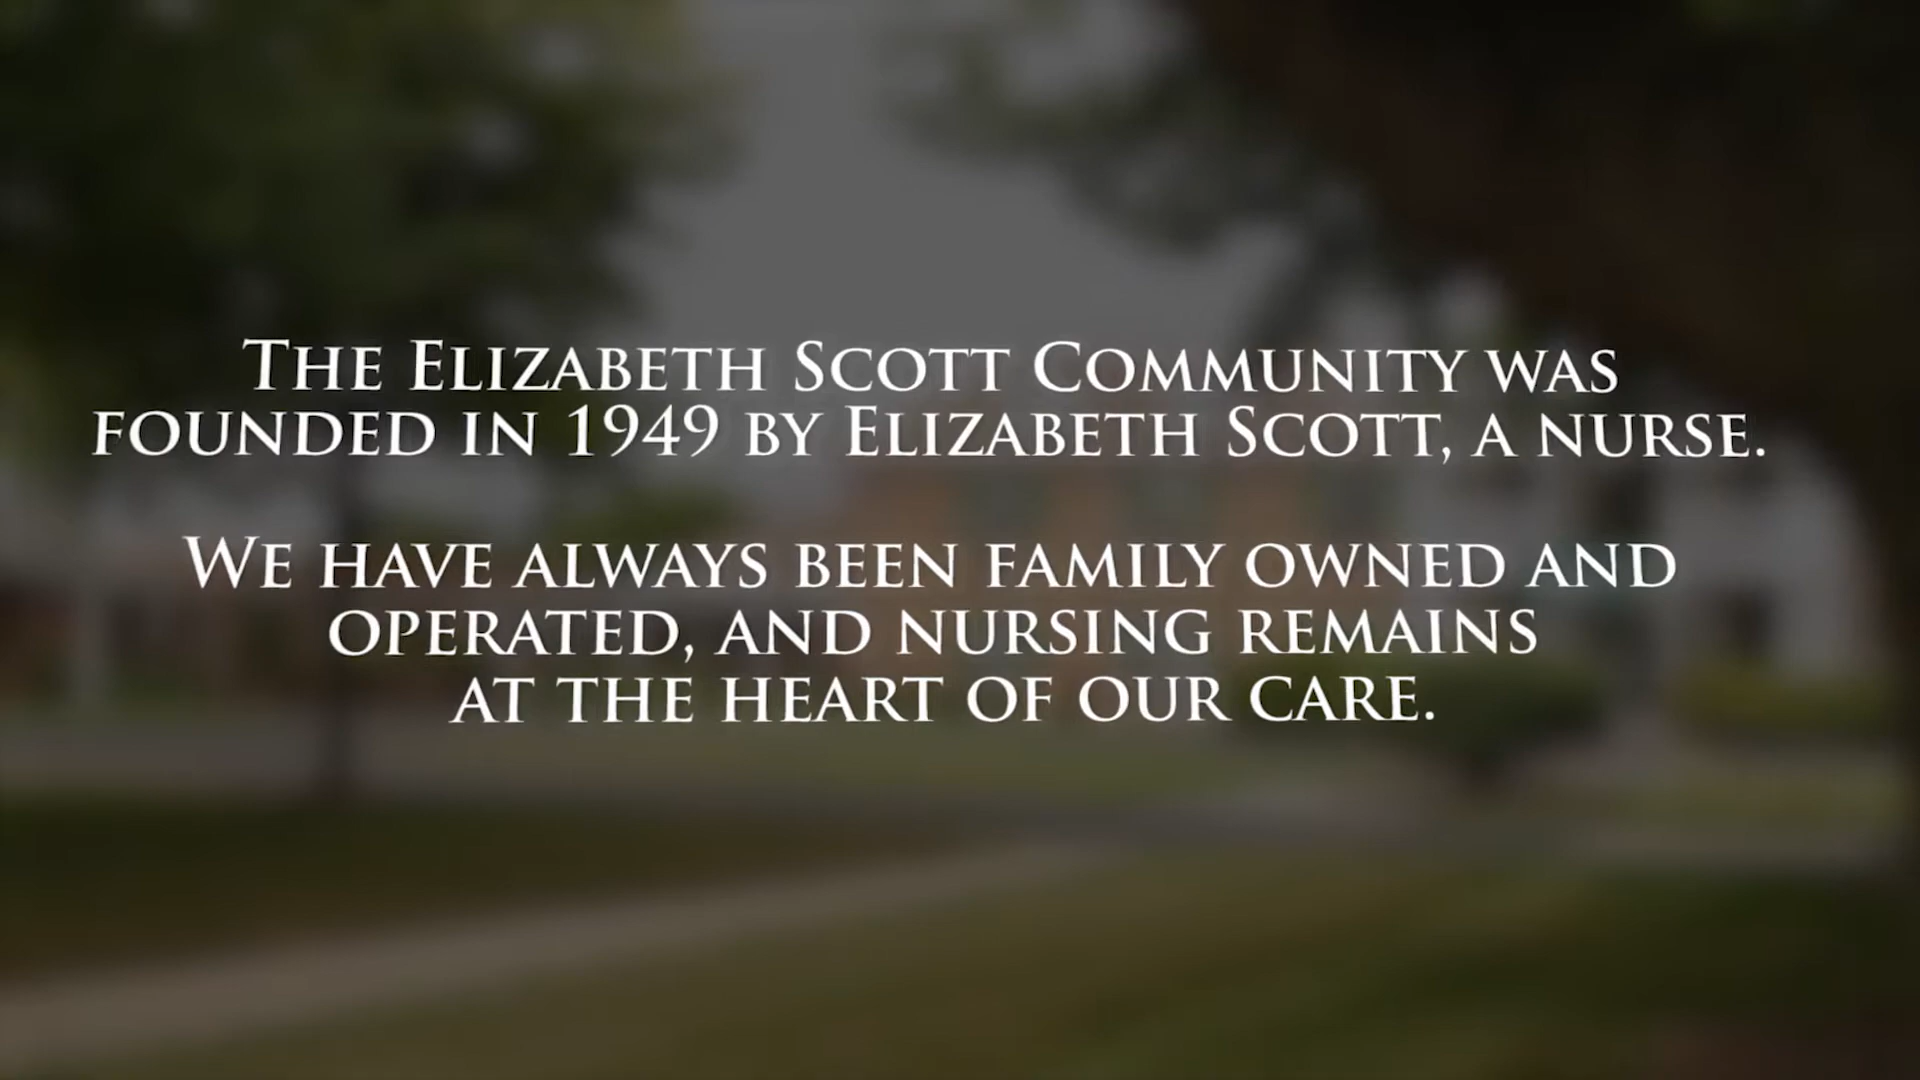 The Elizabeth Scott Community was
founded in 1949 by Elizabeth Scott, a nurse.
We have always been family owned and
operated, and nursing remains
at the heart of our care.